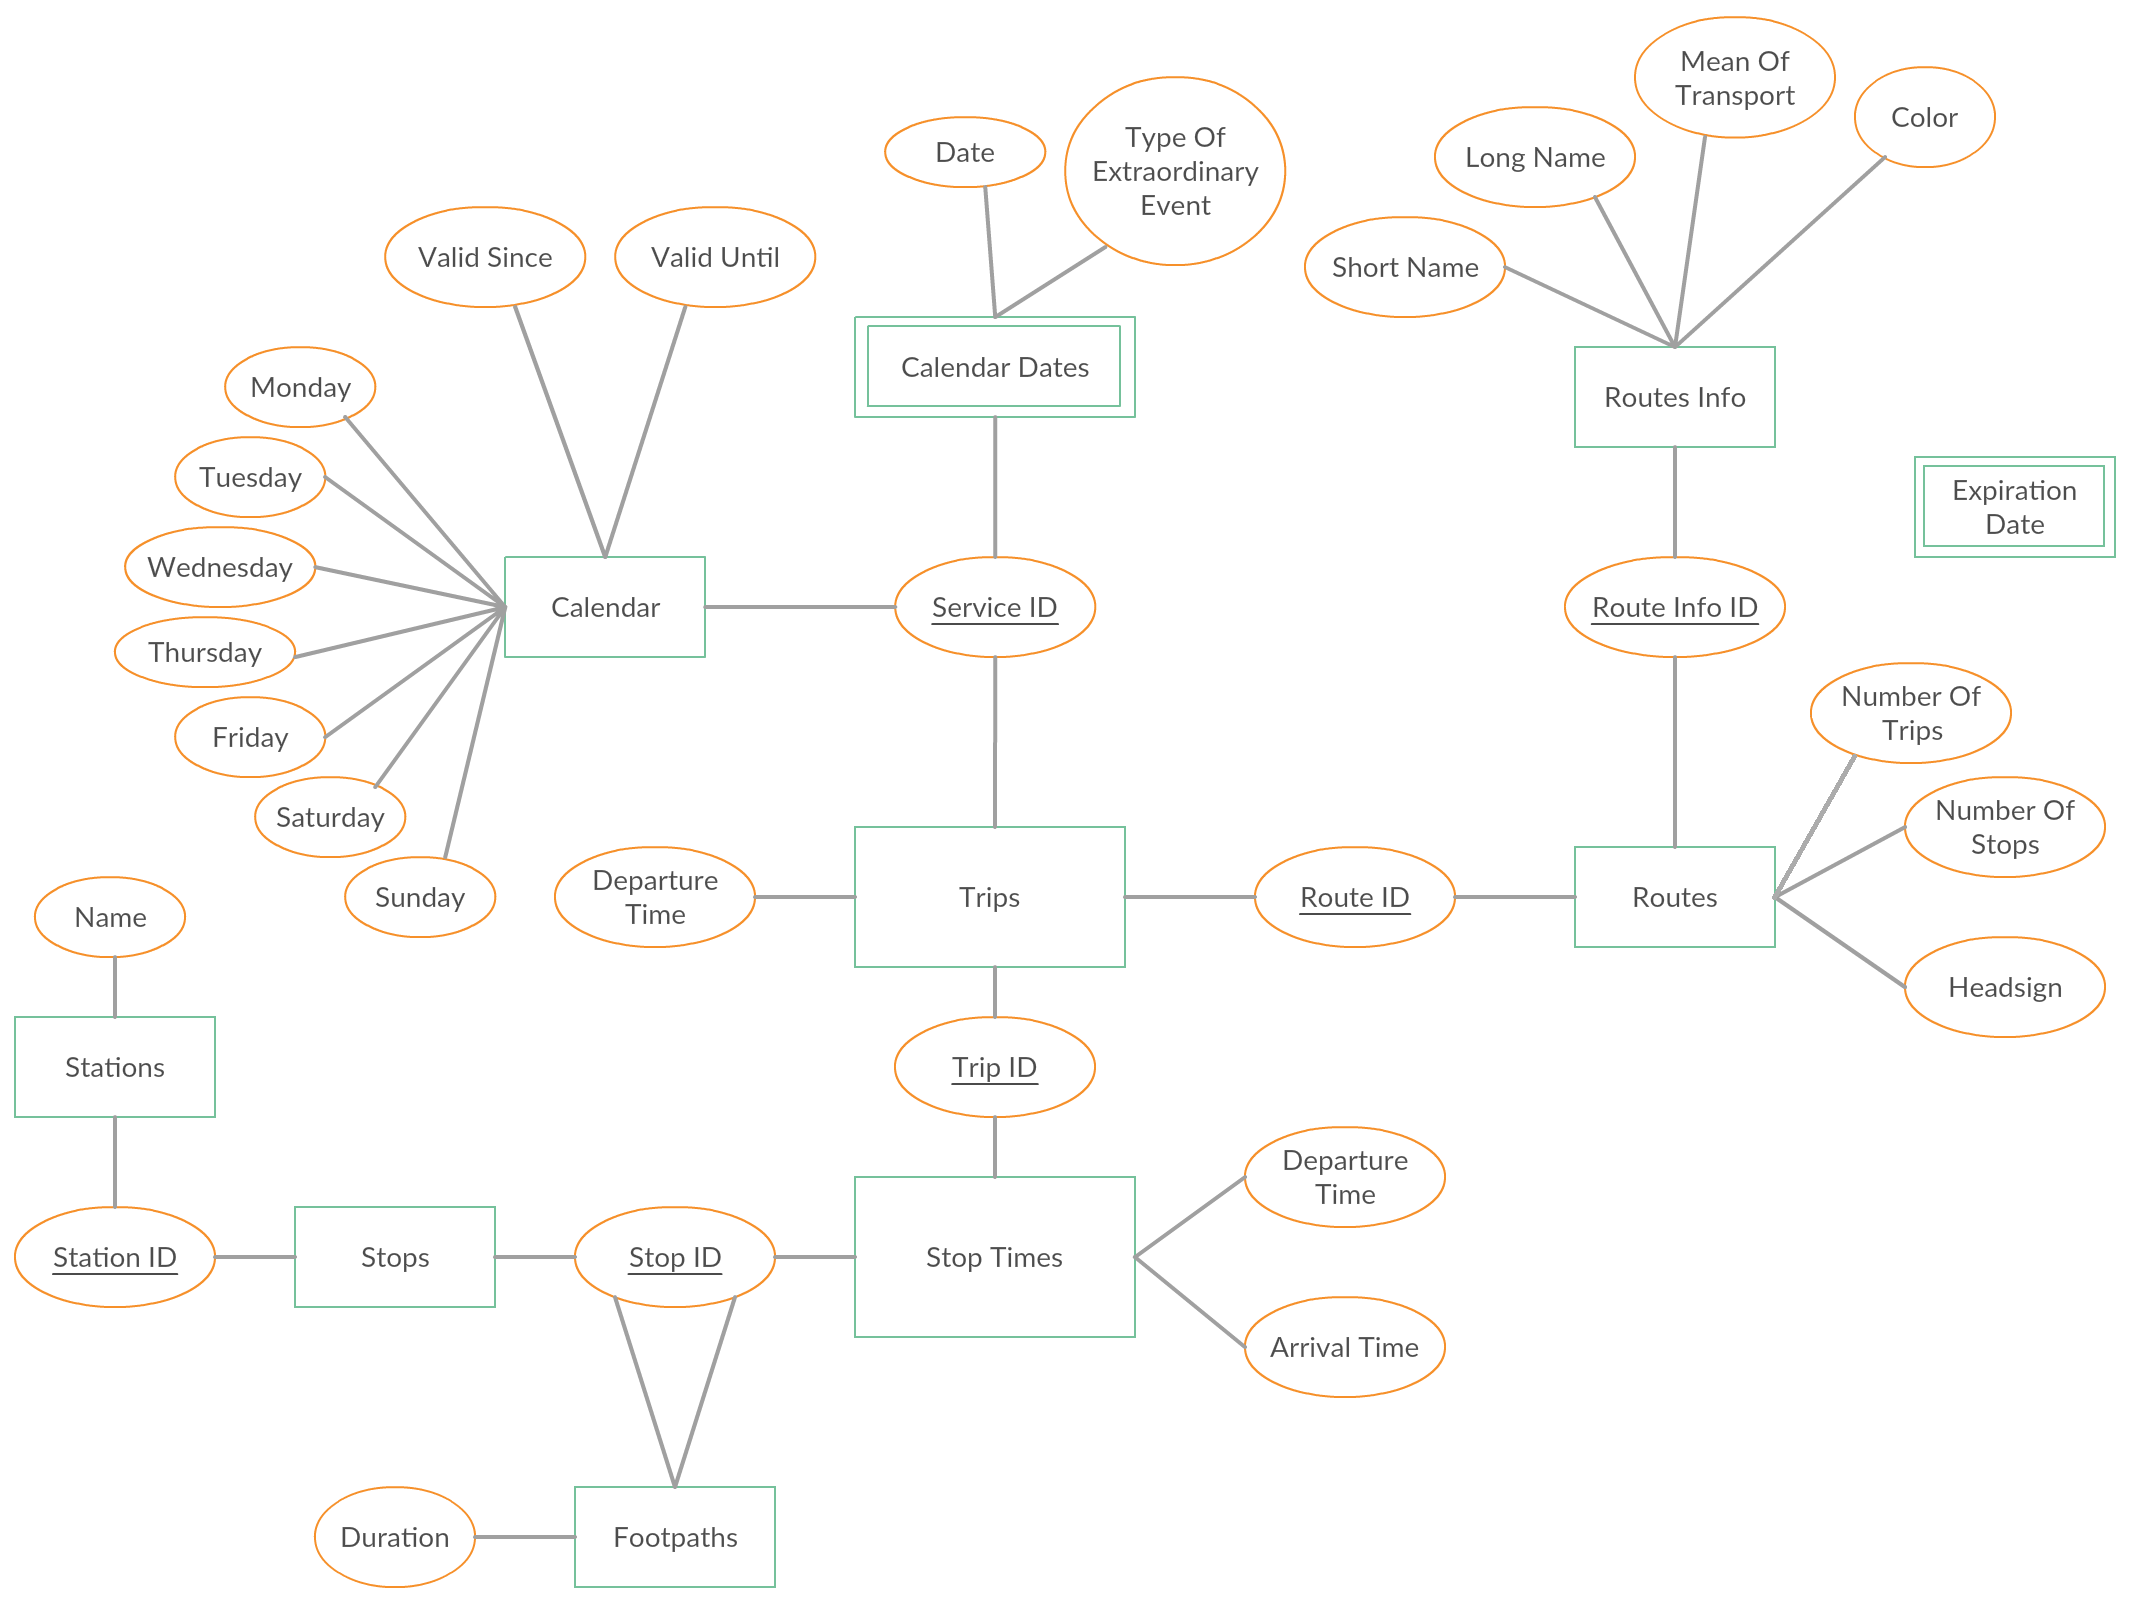 Mean Of
Transport
Color
Type Of
Extraordinary
Event
Date
Long Name
Short Name
Valid Since
Valid Until
Calendar Dates
Routes Info
Monday
Tuesday
Wednesday
Thursday
Friday
Saturday
Sunday
Calendar
Service ID
Route Info ID
Expiration
Date
Number Of
Trips
Number Of
Stops
Headsign
Departure
Time
Trips
Route ID
Routes
Name
Stations
Trip ID
Station ID
Stops
Stop ID
Stop Times
Departure
Time
Arrival Time
Duration
Footpaths